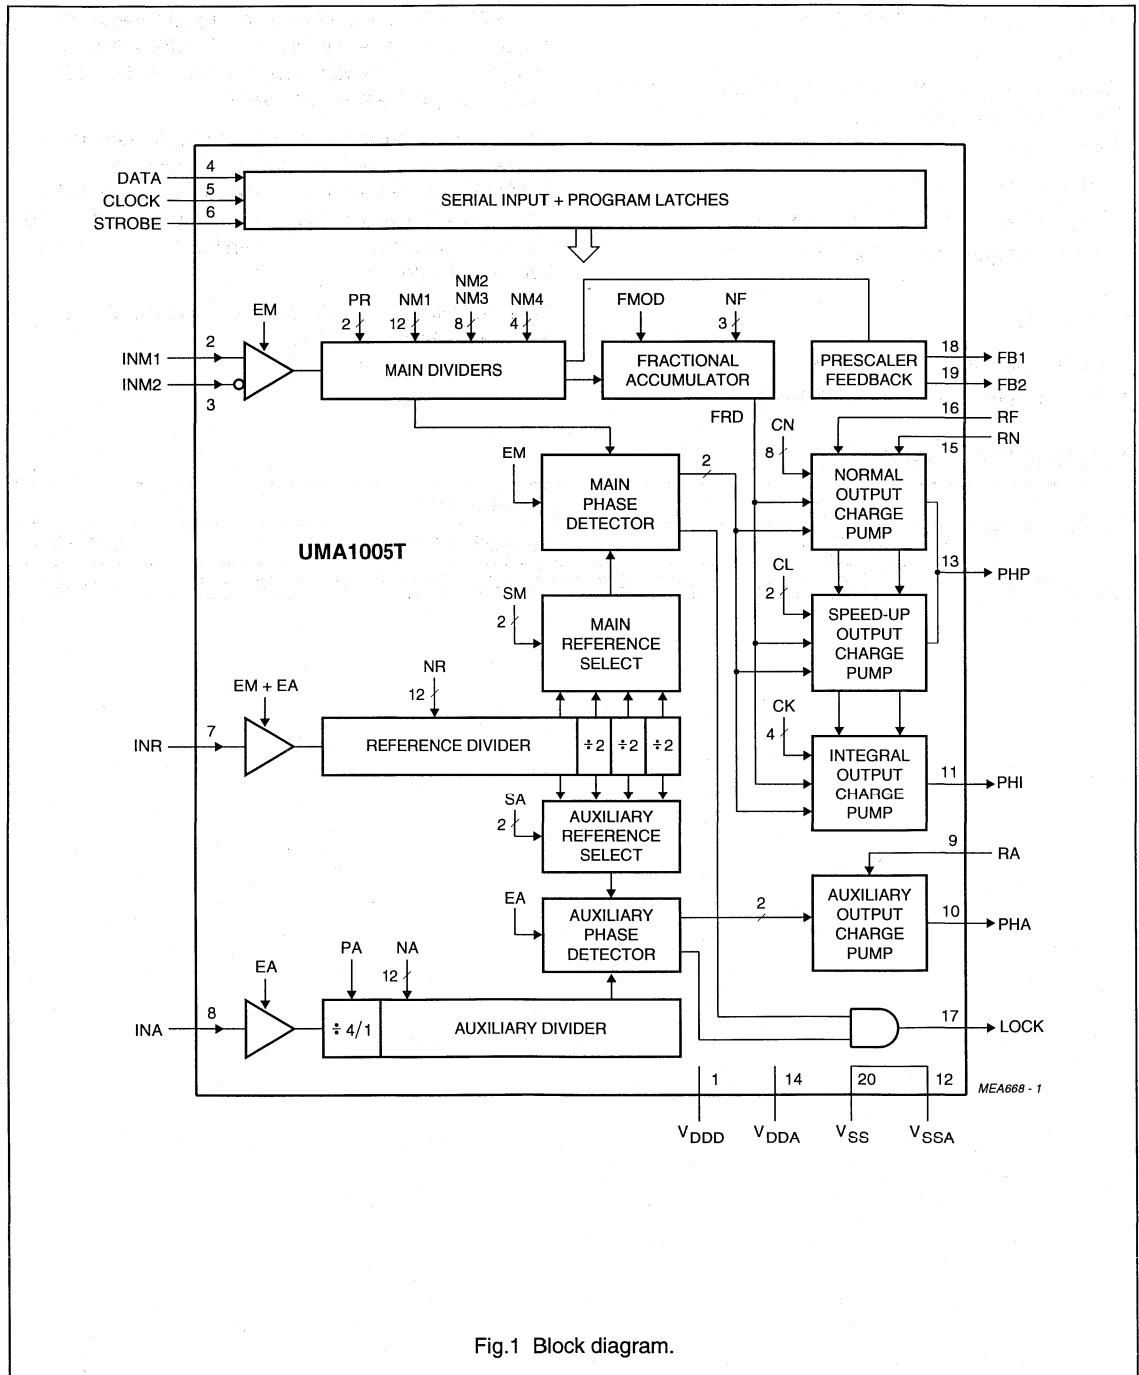 DATA
4
CLOCK
5
STROBE
6
SERIAL INPUT + PROGRAM LATCHES
EM
PR
2
NM1
12
NM2
NM3
8
NM4
4
FMOD
NF
3
INM1
2
INM2
3
MAIN DIVIDERS
FRACTIONAL
ACCUMULATOR
PRESCALER
FEEDBACK
18
FB1
19
FB2
16
RF
RN
15
FRD
CN
8
EM
MAIN
PHASE
DETECTOR
2
NORMAL
OUTPUT
CHARGE
PUMP
UMA1005T
13
PHP
CL
2
SPEED-UP
OUTPUT
CHARGE
PUMP
SM
2
MAIN
REFERENCE
SELECT
EM + EA
NR
12
INR
7
REFERENCE DIVIDER
÷2
÷2
÷2
CK
4
INTEGRAL
OUTPUT
CHARGE
PUMP
11
PHI
SA
2
AUXILIARY
REFERENCE
SELECT
9
RA
EA
AUXILIARY
PHASE
DETECTOR
2
AUXILIARY
OUTPUT
CHARGE
PUMP
10
PHA
EA
PA
NA
12
INA
8
÷ 4/1
AUXILIARY DIVIDER
17
LOCK
1
14
20
12
MEA668 - 1
VDDD
VDDA
VSS
VSSA
Fig.1 Block diagram.